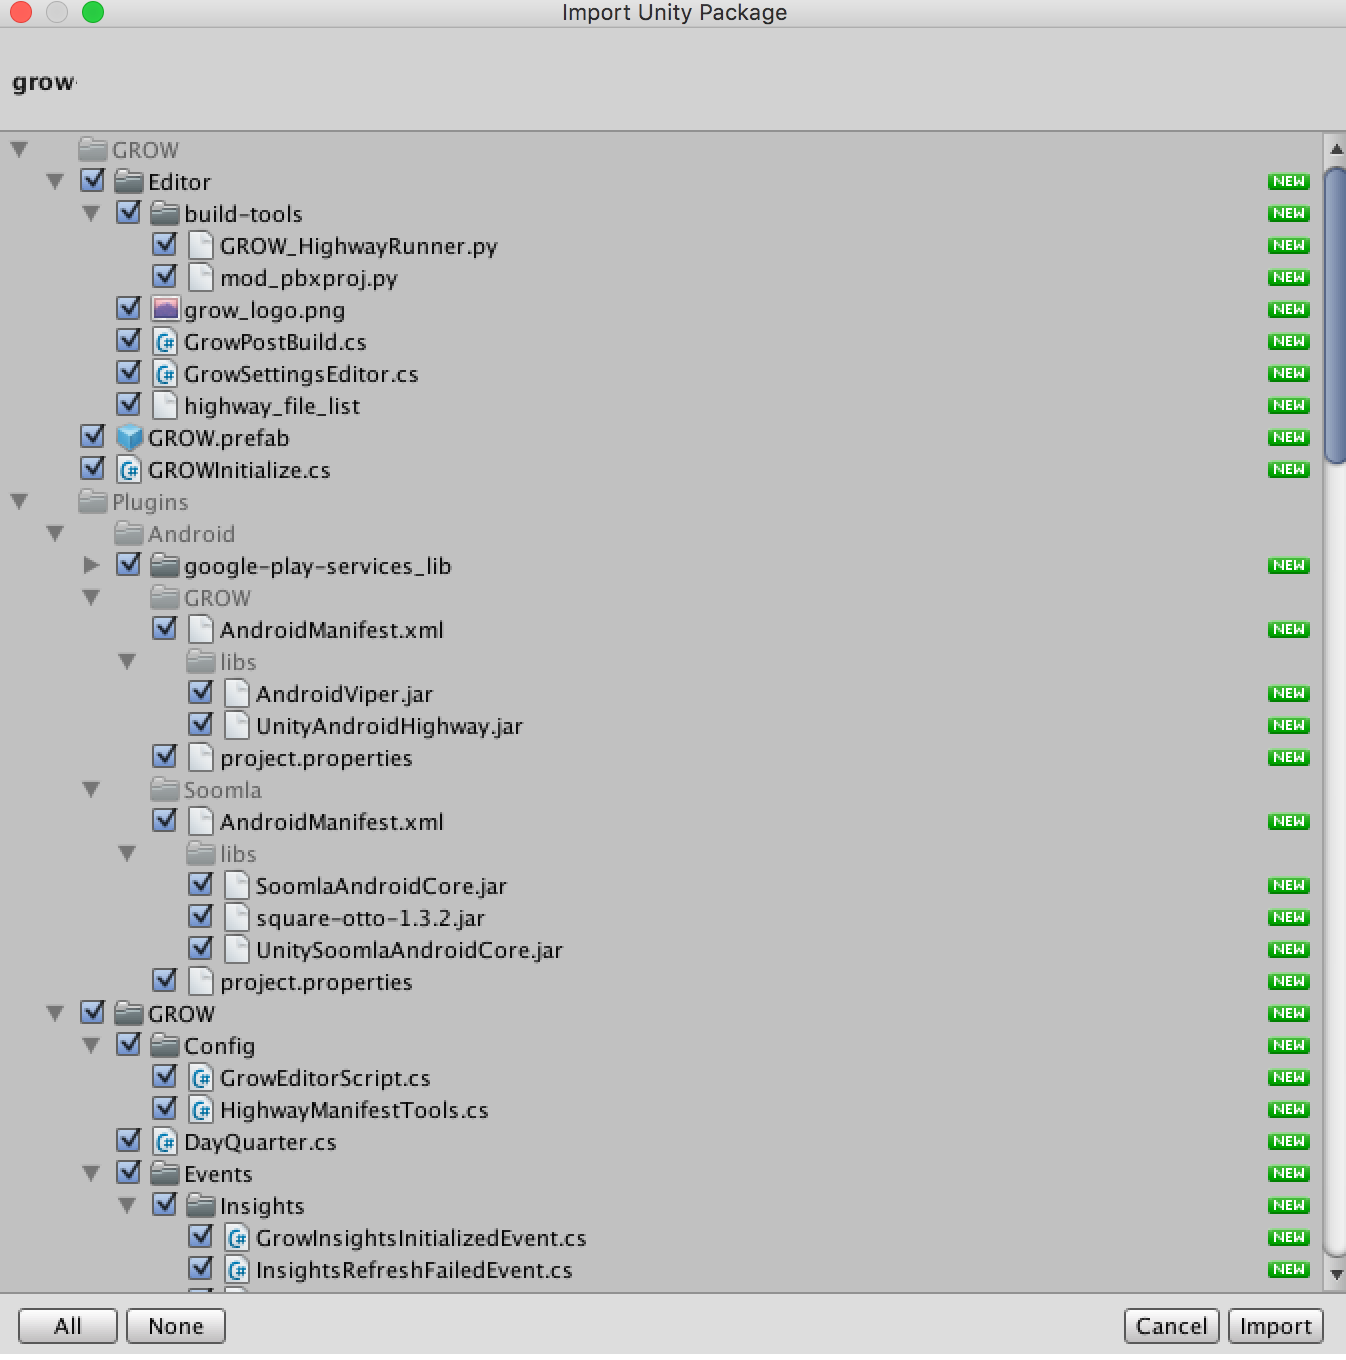 Import Unity Package
grow
GROW
Editor NEW
build-tools NEW
GROW_HighwayRunner.py NEW
mod_pbxproj.py NEW
grow_logo.png NEW
GrowPostBuild.cs NEW
GrowSettingsEditor.cs NEW
highway_file_list NEW
GROW.prefab NEW
GROWInitialize.cs NEW
Plugins
Android
google-play-services_lib NEW
GROW
AndroidManifest.xml NEW
libs
AndroidViper.jar NEW
UnityAndroidHighway.jar NEW
project.properties NEW
Soomla
AndroidManifest.xml NEW
libs
SoomlaAndroidCore.jar NEW
square-otto-1.3.2.jar NEW
UnitySoomlaAndroidCore.jar NEW
project.properties NEW
GROW NEW
Config NEW
GrowEditorScript.cs NEW
HighwayManifestTools.cs NEW
DayQuarter.cs NEW
Events NEW
Insights NEW
GrowInsightsInitializedEvent.cs NEW
InsightsRefreshFailedEvent.cs NEW
All None Cancel Import